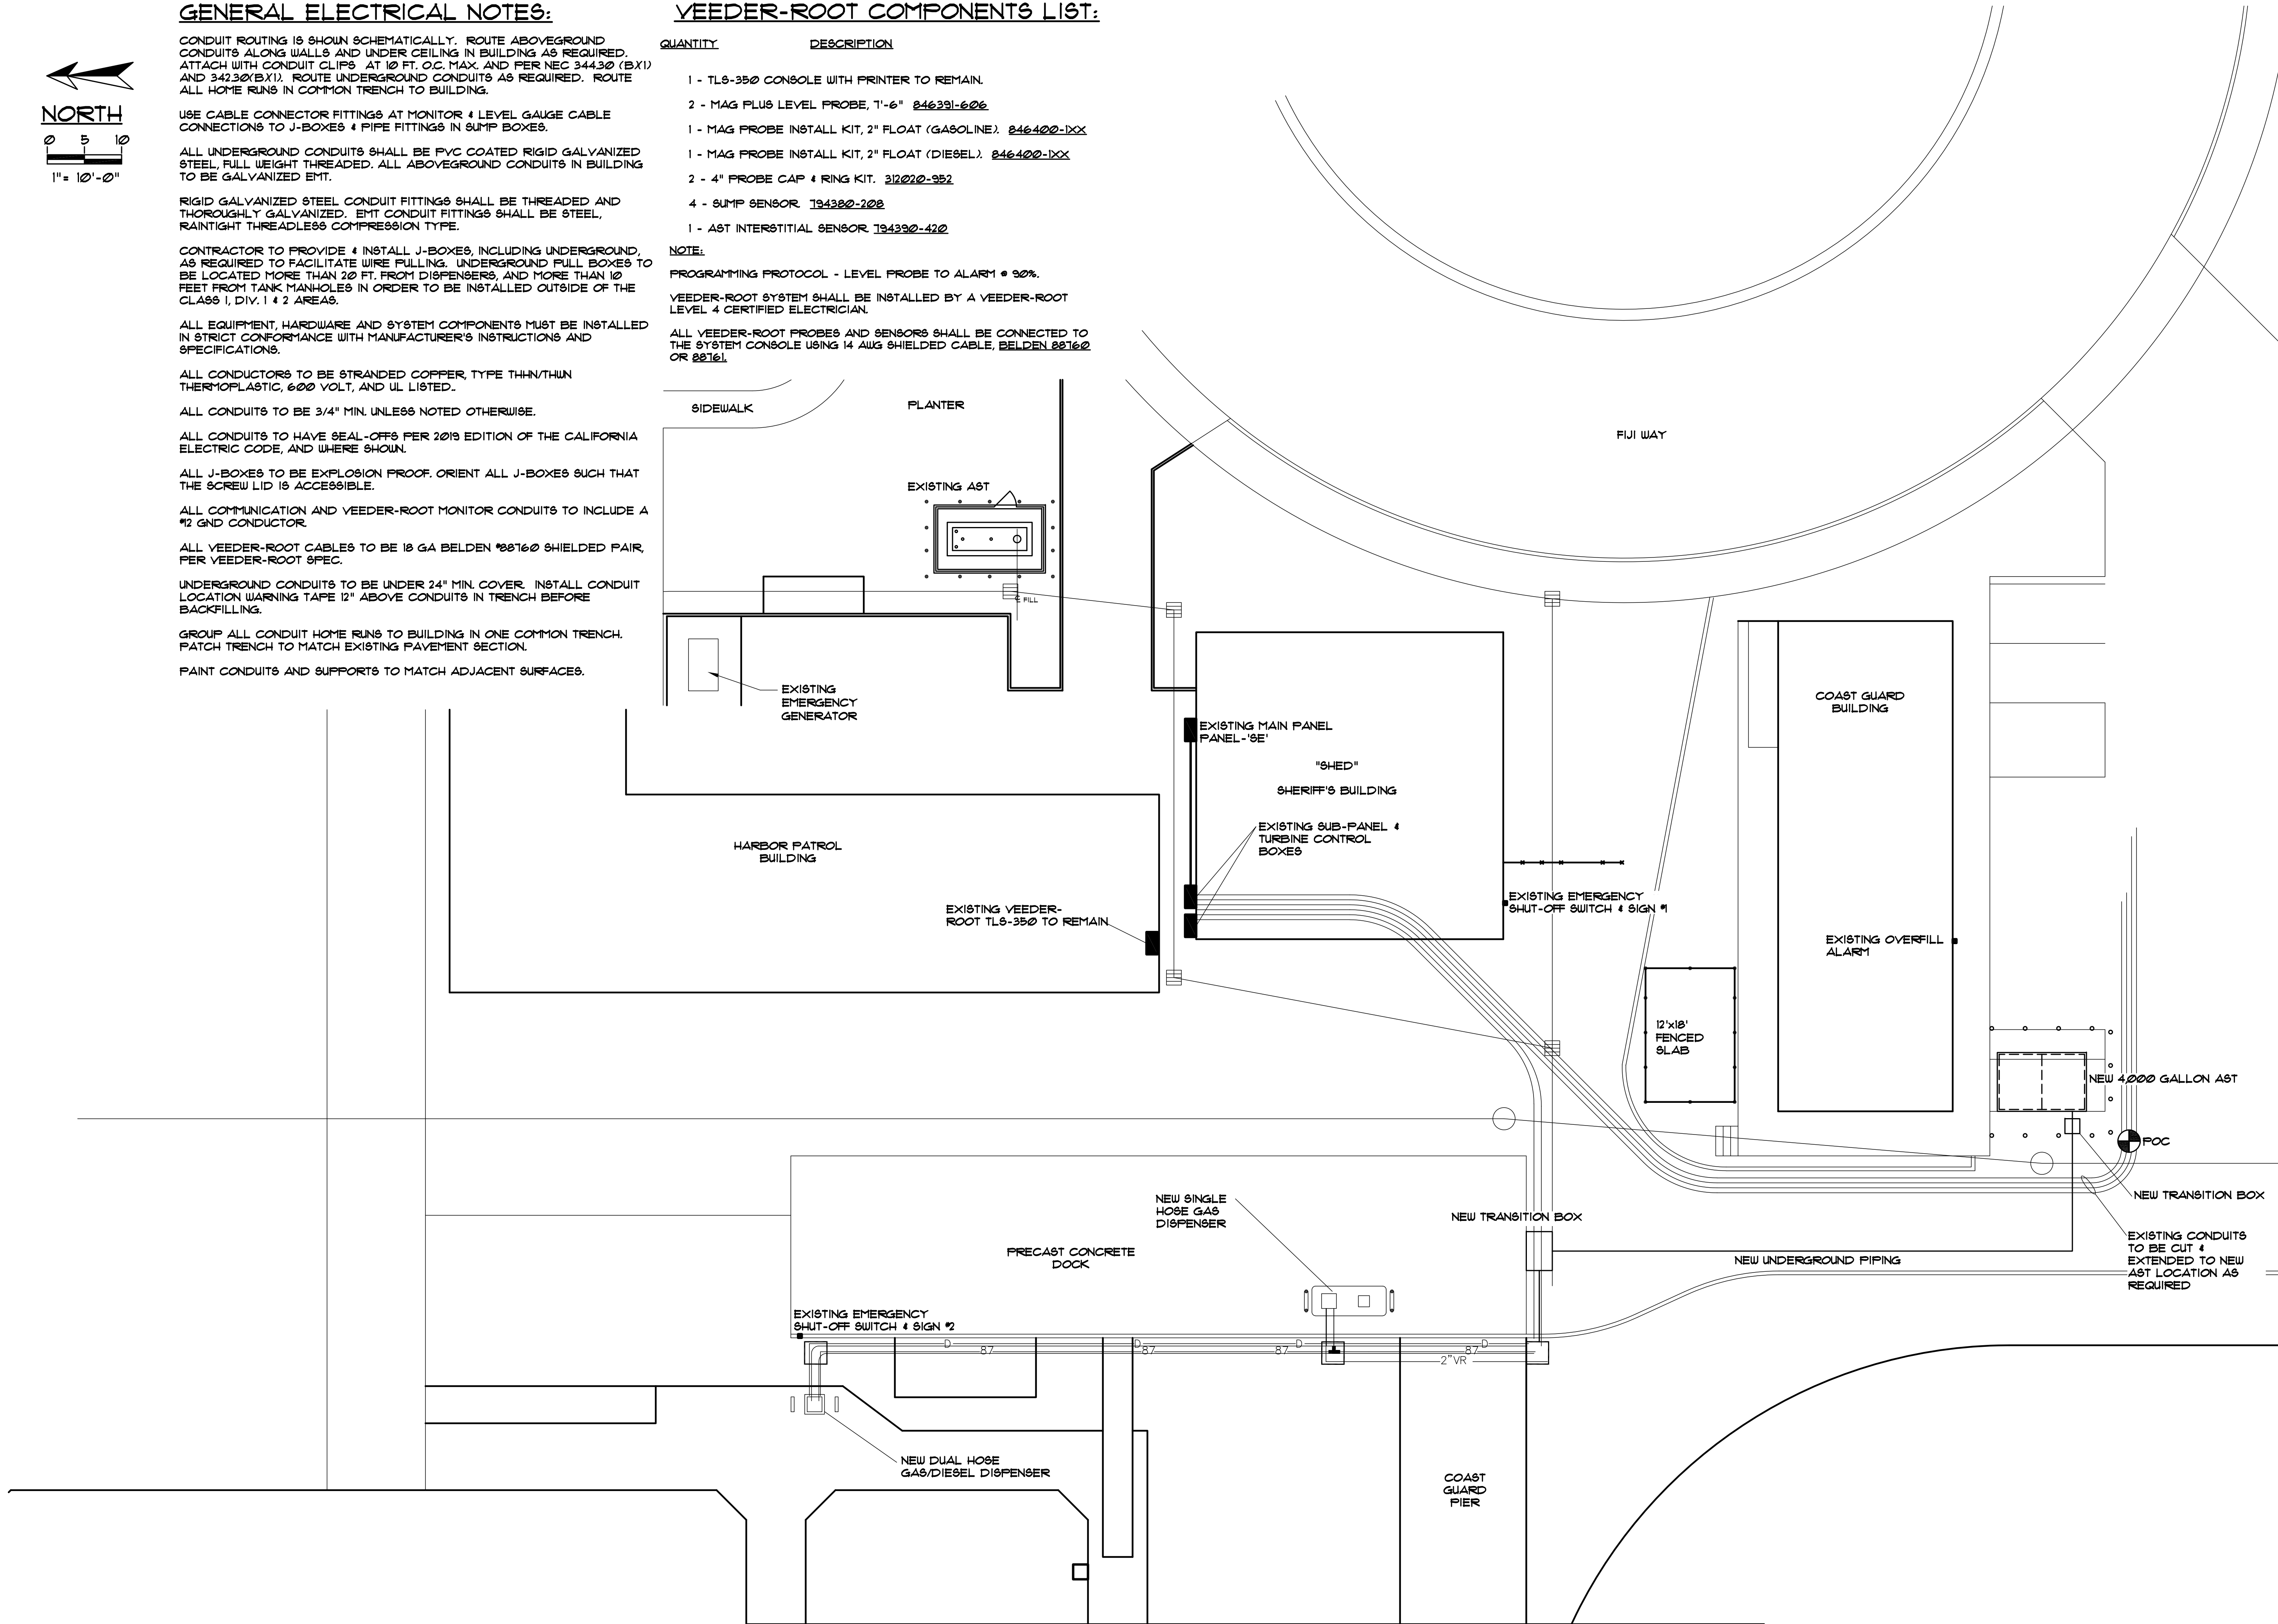 GENERAL ELECTRICAL NOTES:
CONDUIT ROUTING IS SHOWN SCHEMATICALLY. ROUTE ABOVEGROUND
CONDUITS ALONG WALLS AND UNDER CEILING IN BUILDING AS REQUIRED.
ATTACH WITH CONDUIT CLIPS AT 10 FT. O.C. MAX. AND PER NEC 344.30 (B)(1)
AND 342.30(B)(1). ROUTE UNDERGROUND CONDUITS AS REQUIRED. ROUTE
ALL HOME RUNS IN COMMON TRENCH TO BUILDING.
USE CABLE CONNECTOR FITTINGS AT MONITOR & LEVEL GAUGE CABLE
CONNECTIONS TO J-BOXES & PIPE FITTINGS IN SUMP BOXES.
ALL UNDERGROUND CONDUITS SHALL BE PVC COATED RIGID GALVANIZED
STEEL, FULL WEIGHT THREADED. ALL ABOVEGROUND CONDUITS IN BUILDING
TO BE GALVANIZED EMT.
RIGID GALVANIZED STEEL CONDUIT FITTINGS SHALL BE THREADED AND
THOROUGHLY GALVANIZED. EMT CONDUIT FITTINGS SHALL BE STEEL,
RAINTIGHT THREADLESS COMPRESSION TYPE.
CONTRACTOR TO PROVIDE & INSTALL J-BOXES, INCLUDING UNDERGROUND,
AS REQUIRED TO FACILITATE WIRE PULLING. UNDERGROUND PULL BOXES TO
BE LOCATED MORE THAN 20 FT. FROM DISPENSERS, AND MORE THAN 10
FEET FROM TANK MANHOLES IN ORDER TO BE INSTALLED OUTSIDE OF THE
CLASS 1, DIV. 1 & 2 AREAS.
ALL EQUIPMENT, HARDWARE AND SYSTEM COMPONENTS MUST BE INSTALLED
IN STRICT CONFORMANCE WITH MANUFACTURER'S INSTRUCTIONS AND
SPECIFICATIONS.
ALL CONDUCTORS TO BE STRANDED COPPER, TYPE THHN/THWN
THERMOPLASTIC, 600 VOLT, AND UL LISTED..
ALL CONDUITS TO BE 3/4" MIN. UNLESS NOTED OTHERWISE.
ALL CONDUITS TO HAVE SEAL-OFFS PER 2019 EDITION OF THE CALIFORNIA
ELECTRIC CODE, AND WHERE SHOWN.
ALL J-BOXES TO BE EXPLOSION PROOF. ORIENT ALL J-BOXES SUCH THAT
THE SCREW LID IS ACCESSIBLE.
ALL COMMUNICATION AND VEEDER-ROOT MONITOR CONDUITS TO INCLUDE A
#12 GND CONDUCTOR.
ALL VEEDER-ROOT CABLES TO BE 18 GA BELDEN #88760 SHIELDED PAIR,
PER VEEDER-ROOT SPEC.
UNDERGROUND CONDUITS TO BE UNDER 24" MIN. COVER. INSTALL CONDUIT
LOCATION WARNING TAPE 12" ABOVE CONDUITS IN TRENCH BEFORE
BACKFILLING.
GROUP ALL CONDUIT HOME RUNS TO BUILDING IN ONE COMMON TRENCH.
PATCH TRENCH TO MATCH EXISTING PAVEMENT SECTION.
PAINT CONDUITS AND SUPPORTS TO MATCH ADJACENT SURFACES.
NORTH
0 5 10
1"= 10'-0"
VEEDER-ROOT COMPONENTS LIST:
QUANTITY DESCRIPTION
1 - TLS-350 CONSOLE WITH PRINTER TO REMAIN.
2 - MAG PLUS LEVEL PROBE, 7'-6" 846391-606
1 - MAG PROBE INSTALL KIT, 2" FLOAT (GASOLINE). 846400-1XX
1 - MAG PROBE INSTALL KIT, 2" FLOAT (DIESEL). 846400-1XX
2 - 4" PROBE CAP & RING KIT. 312020-952
4 - SUMP SENSOR. 794380-208
1 - AST INTERSTITIAL SENSOR. 794390-420
NOTE:
PROGRAMMING PROTOCOL - LEVEL PROBE TO ALARM @ 90%.
VEEDER-ROOT SYSTEM SHALL BE INSTALLED BY A VEEDER-ROOT
LEVEL 4 CERTIFIED ELECTRICIAN.
ALL VEEDER-ROOT PROBES AND SENSORS SHALL BE CONNECTED TO
THE SYSTEM CONSOLE USING 14 AWG SHIELDED CABLE, BELDEN 88760
OR 88761.
SIDEWALK
PLANTER
FIJI WAY
EXISTING AST
℄ FILL
EXISTING
EMERGENCY
GENERATOR
COAST GUARD
BUILDING
EXISTING MAIN PANEL
PANEL-'SE'
"SHED"
SHERIFF'S BUILDING
EXISTING SUB-PANEL &
TURBINE CONTROL
BOXES
HARBOR PATROL
BUILDING
EXISTING VEEDER-
ROOT TLS-350 TO REMAIN
EXISTING EMERGENCY
SHUT-OFF SWITCH & SIGN #1
EXISTING OVERFILL
ALARM
12'x18'
FENCED
SLAB
NEW 4,000 GALLON AST
POC
NEW TRANSITION BOX
NEW SINGLE
HOSE GAS
DISPENSER
NEW TRANSITION BOX
EXISTING CONDUITS
TO BE CUT &
EXTENDED TO NEW
AST LOCATION AS
REQUIRED
PRECAST CONCRETE
DOCK
NEW UNDERGROUND PIPING
EXISTING EMERGENCY
SHUT-OFF SWITCH & SIGN #2
D D D D
87 87 87 87
2"VR
NEW DUAL HOSE
GAS/DIESEL DISPENSER
COAST
GUARD
PIER